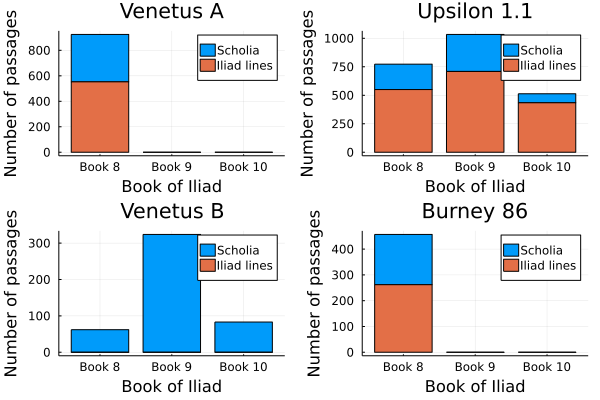 Venetus A
Number of passages
800
600
400
200
0
Scholia
Iliad lines
Book 8 Book 9 Book 10
Book of Iliad
Upsilon 1.1
Number of passages
1000
750
500
250
0
Scholia
Iliad lines
Book 8 Book 9 Book 10
Book of Iliad
Venetus B
Number of passages
300
200
100
0
Scholia
Iliad lines
Book 8 Book 9 Book 10
Book of Iliad
Burney 86
Number of passages
400
300
200
100
0
Scholia
Iliad lines
Book 8 Book 9 Book 10
Book of Iliad